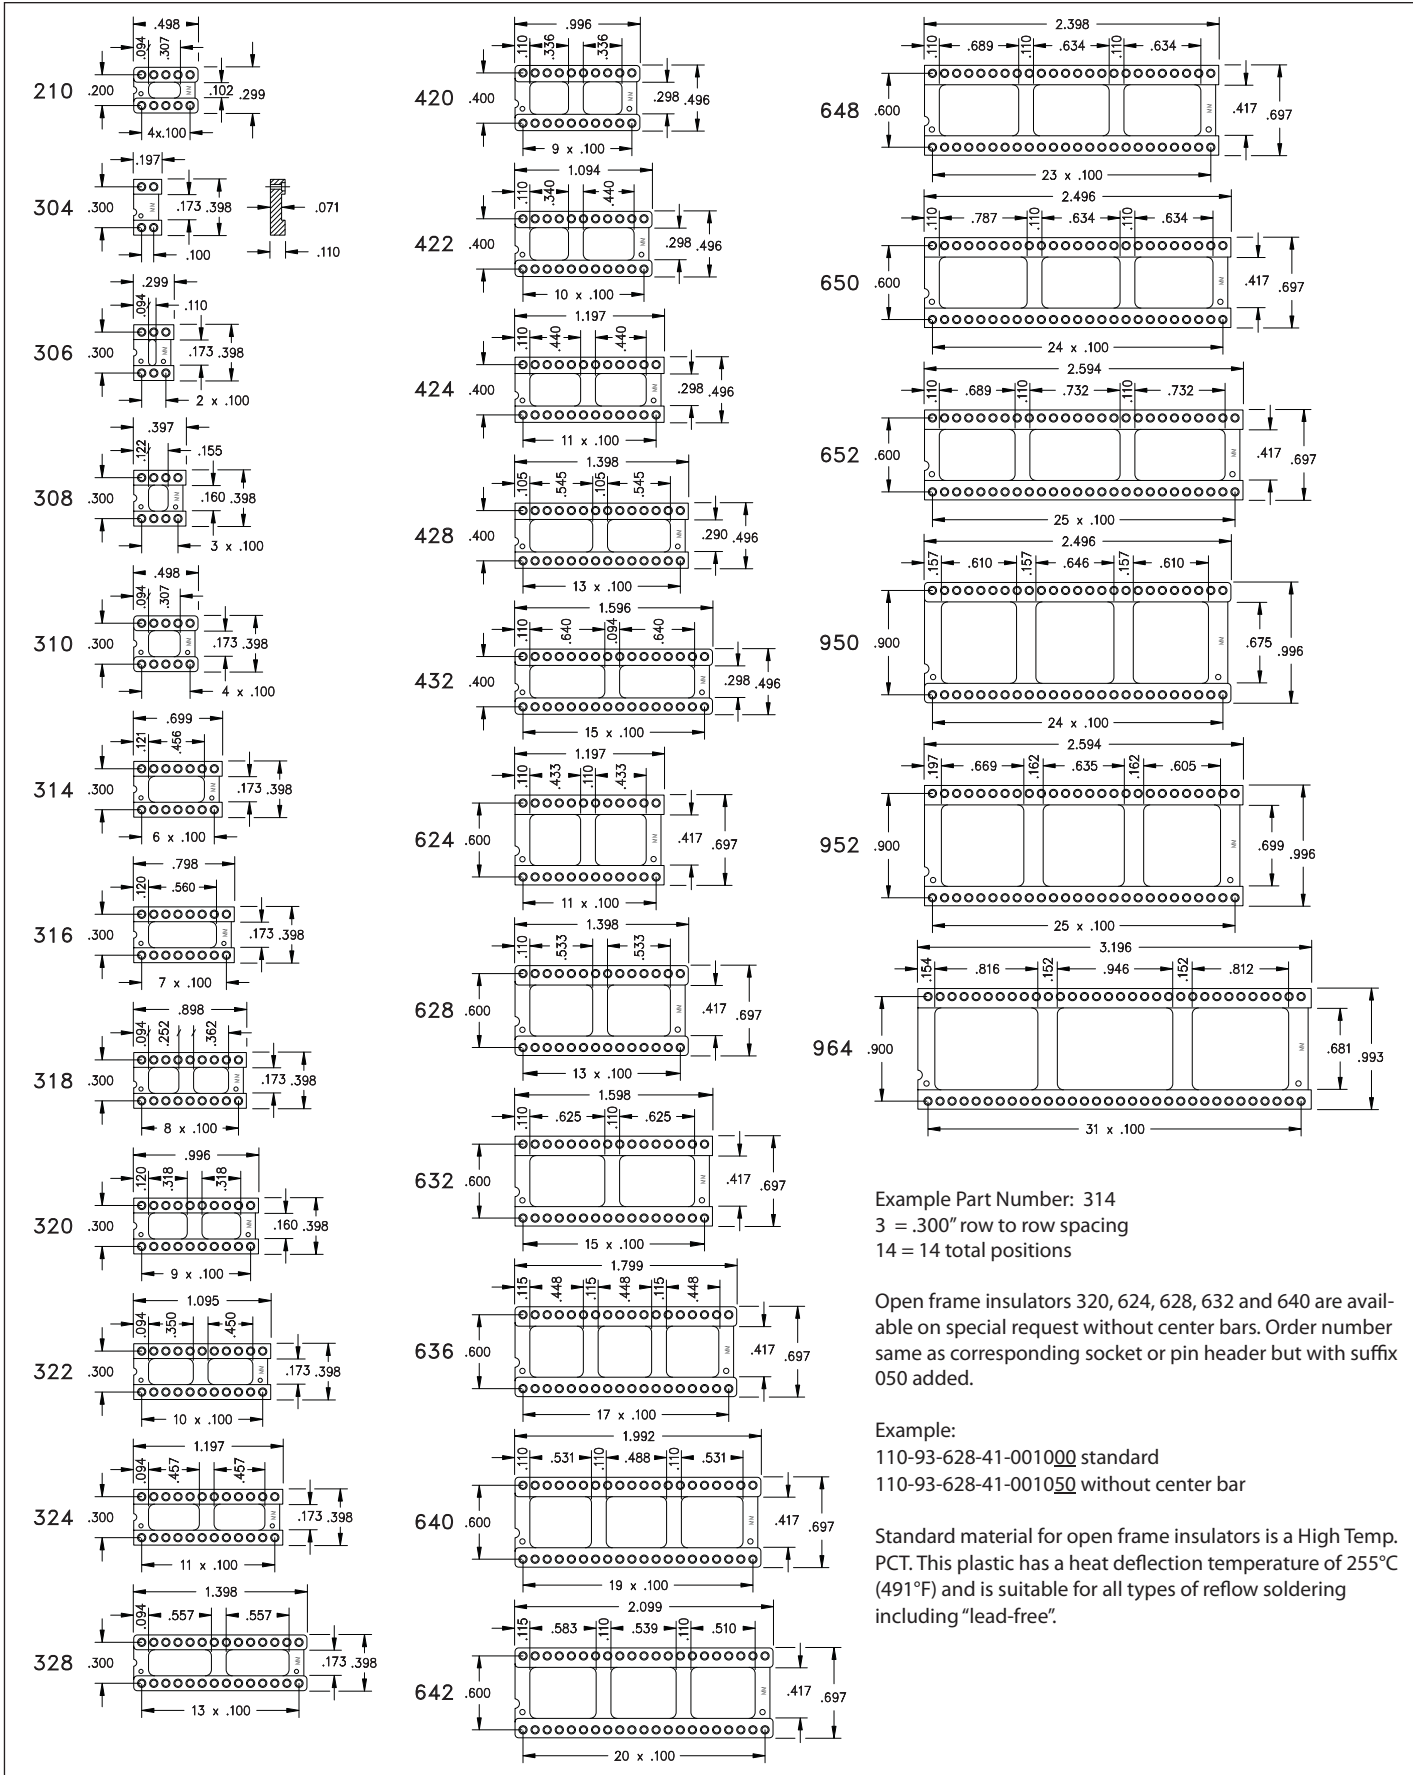 .498
.094 .307
210 .200 .102 .299
4x.100
.197
304 .300 .173 .398 .071
.100 .110
.299
.094 .110
306 .300 .173 .398
2 x .100
.397
.122 .155
308 .300 .160 .398
3 x .100
.498
.094 .307
310 .300 .173 .398
4 x .100
.699
.121 .456
314 .300 .173 .398
6 x .100
.798
.120 .560
316 .300 .173 .398
7 x .100
.898
.094 .252 .362
318 .300 .173 .398
8 x .100
.996
.120 .318 .318
320 .300 .160 .398
9 x .100
1.095
.094 .350 .450
322 .300 .173 .398
10 x .100
1.197
.094 .457 .457
324 .300 .173 .398
11 x .100
1.398
.094 .557 .557
328 .300 .173 .398
13 x .100
.996
.110 .336 .336
420 .400 .298 .496
9 x .100
1.094
.110 .340 .440
422 .400 .298 .496
10 x .100
1.197
.110 .440 .440
424 .400 .298 .496
11 x .100
1.398
.105 .545 .105 .545
428 .400 .290 .496
13 x .100
1.596
.110 .640 .094 .640
432 .400 .298 .496
15 x .100
1.197
.110 .433 .110 .433
624 .600 .417 .697
11 x .100
1.398
.110 .533 .533
628 .600 .417 .697
13 x .100
1.598
.110 .625 .110 .625
632 .600 .417 .697
15 x .100
1.799
.115 .448 .115 .448 .115 .448
636 .600 .417 .697
17 x .100
1.992
.110 .531 .110 .488 .110 .531
640 .600 .417 .697
19 x .100
2.099
.115 .583 .110 .539 .110 .510
642 .600 .417 .697
20 x .100
2.398
.110 .689 .110 .634 .110 .634
648 .600 .417 .697
23 x .100
2.496
.110 .787 .110 .634 .110 .634
650 .600 .417 .697
24 x .100
2.594
.110 .689 .110 .732 .110 .732
652 .600 .417 .697
25 x .100
2.496
.157 .610 .157 .646 .157 .610
950 .900 .675 .996
24 x .100
2.594
.197 .669 .162 .635 .162 .605
952 .900 .699 .996
25 x .100
3.196
.154 .816 .152 .946 .152 .812
964 .900 .681 .993
31 x .100
Example Part Number: 314
3 = .300” row to row spacing
14 = 14 total positions
Open frame insulators 320, 624, 628, 632 and 640 are avail-
able on special request without center bars. Order number
same as corresponding socket or pin header but with suffix
050 added.
Example:
110-93-628-41-001000 standard
110-93-628-41-001050 without center bar
Standard material for open frame insulators is a High Temp.
PCT. This plastic has a heat deflection temperature of 255°C
(491°F) and is suitable for all types of reflow soldering
including “lead-free”.